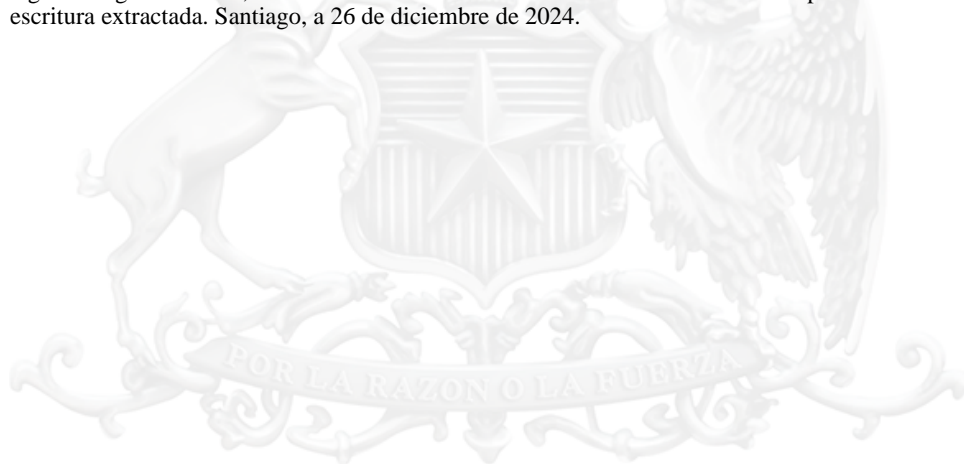 escritura extractada. Santiago, a 26 de diciembre de 2024.
POR LA RAZON O LA FUERZA